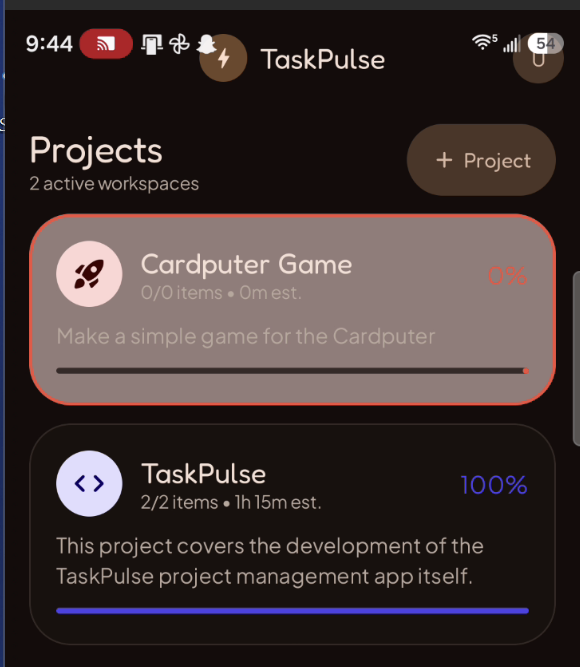 9:44
5
54
TaskPulse
U
Projects
2 active workspaces
+ Project
Cardputer Game
0/0 items • 0m est.
0%
Make a simple game for the Cardputer
TaskPulse
2/2 items • 1h 15m est.
100%
This project covers the development of the
TaskPulse project management app itself.